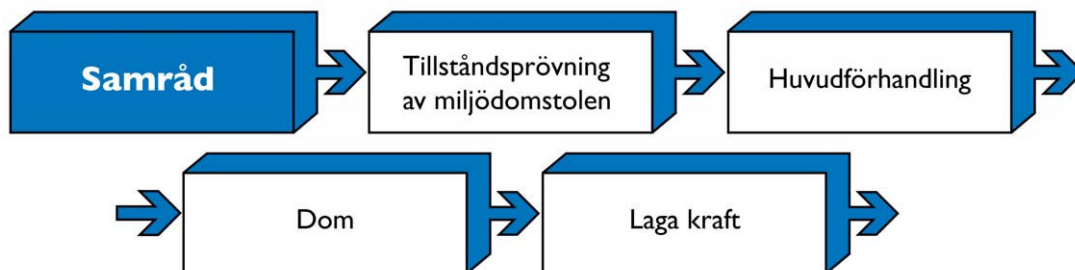 Samråd
Tillståndsprövning
av miljödomstolen
Huvudförhandling
Dom
Laga kraft